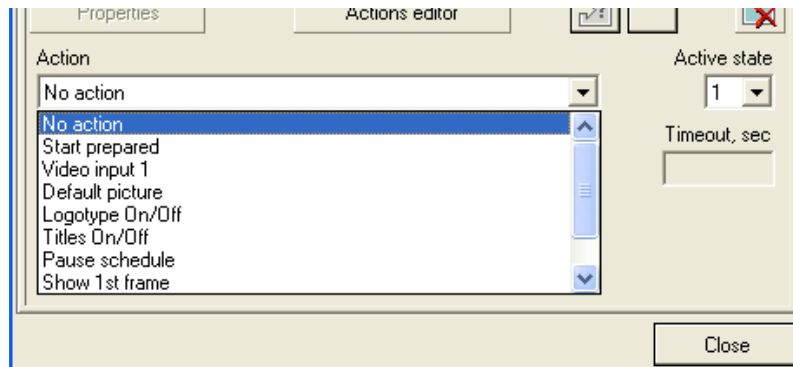 Properties
Actions editor
Action
Active state
No action
1
No action
Start prepared
Video input 1
Default picture
Logotype On/Off
Titles On/Off
Pause schedule
Show 1st frame
Timeout, sec
Close